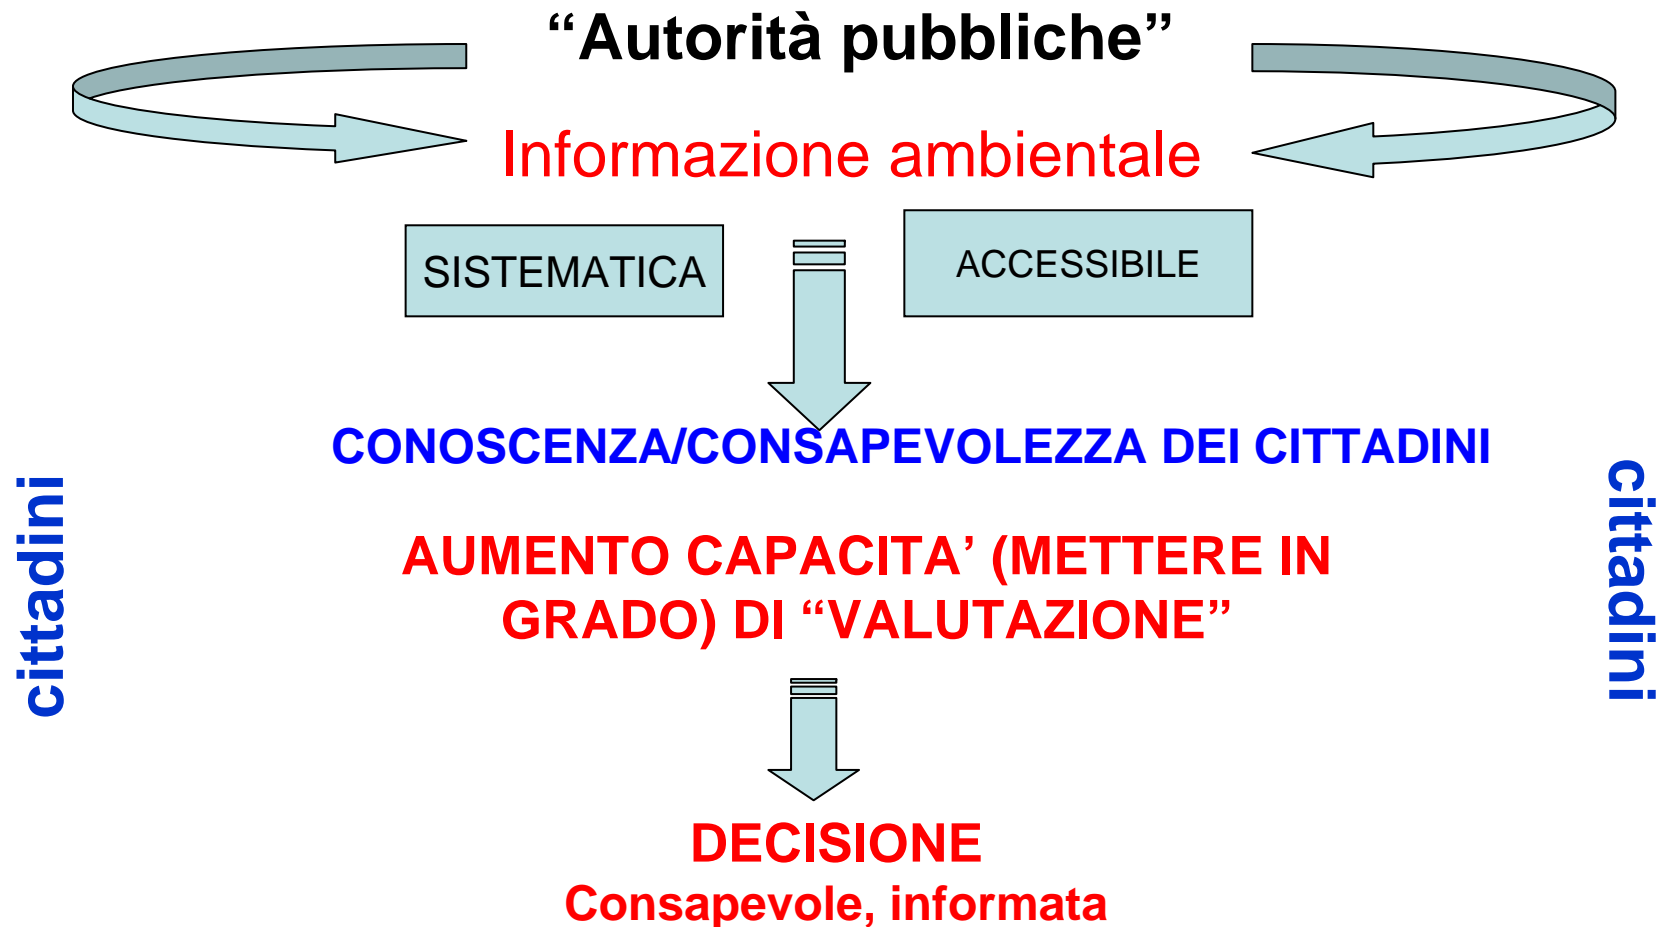 “Autorità pubbliche”
Informazione ambientale
SISTEMATICA
ACCESSIBILE
CONOSCENZA/CONSAPEVOLEZZA DEI CITTADINI
cittadini
cittadini
AUMENTO CAPACITA’ (METTERE IN
GRADO) DI “VALUTAZIONE”
DECISIONE
Consapevole, informata